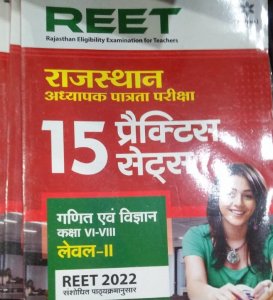 REET
Rajasthan Eligibility Examination for Teachers
राजस्थान
अध्यापक पात्रता परीक्षा
15 प्रैक्टिस
सेट्स
गणित एवं विज्ञान
कक्षा VI-VIII
लेवल-II
REET 2022
संशोधित पाठ्यक्रमानुसार